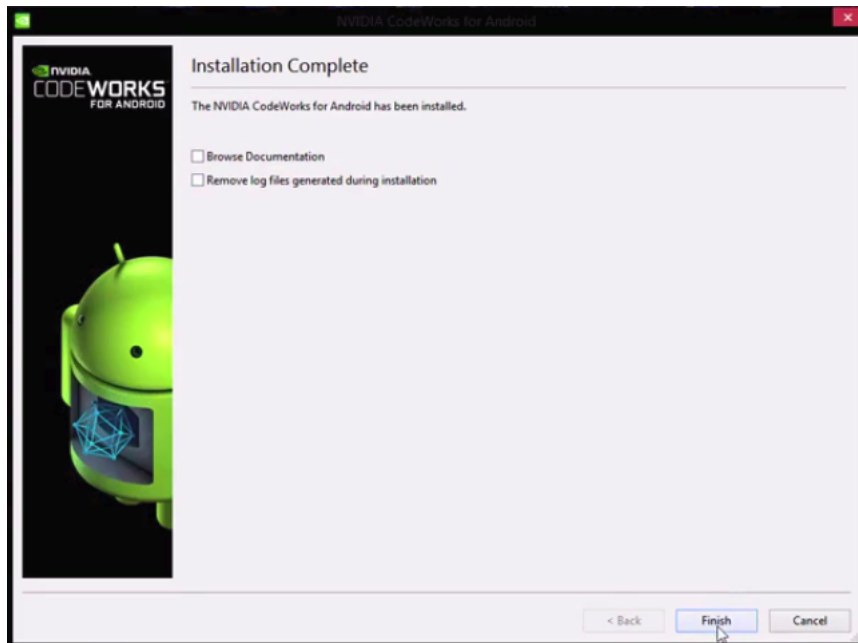 NVIDIA CodeWorks for Android
NVIDIA
CODEWORKS
FOR ANDROID
Installation Complete
The NVIDIA CodeWorks for Android has been installed.
Browse Documentation
Remove log files generated during installation
< Back
Finish
Cancel